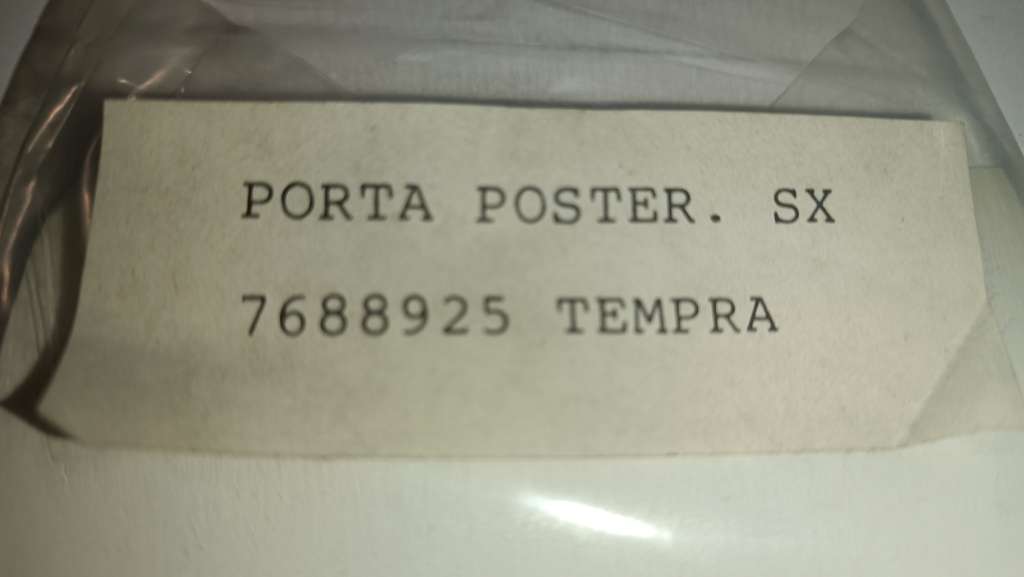 PORTA POSTER. SX
7688925 TEMPRA